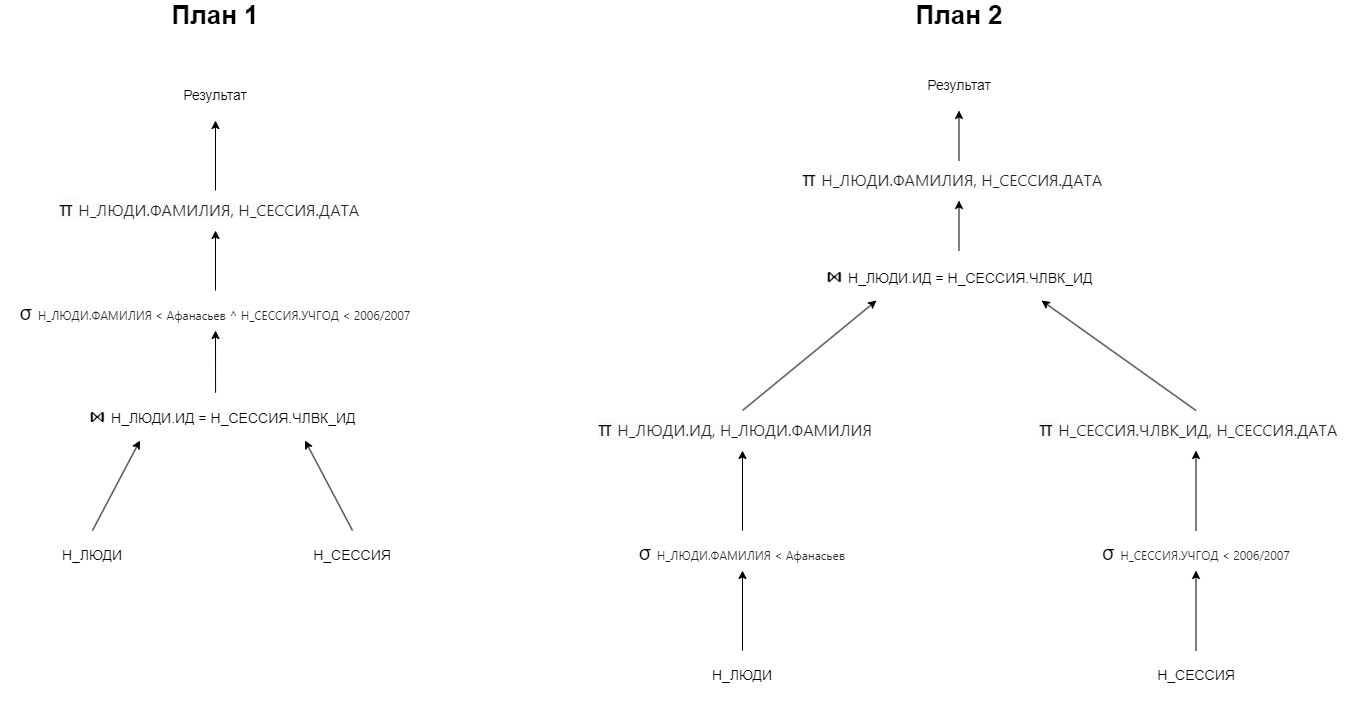 План 1
Результат
π Н_ЛЮДИ.ФАМИЛИЯ, Н_СЕССИЯ.ДАТА
σ Н_ЛЮДИ.ФАМИЛИЯ < Афанасьев ^ Н_СЕССИЯ.УЧГОД < 2006/2007
⋈ Н_ЛЮДИ.ИД = Н_СЕССИЯ.ЧЛВК_ИД
Н_ЛЮДИ
Н_СЕССИЯ
План 2
Результат
π Н_ЛЮДИ.ФАМИЛИЯ, Н_СЕССИЯ.ДАТА
⋈ Н_ЛЮДИ.ИД = Н_СЕССИЯ.ЧЛВК_ИД
π Н_ЛЮДИ.ИД, Н_ЛЮДИ.ФАМИЛИЯ
π Н_СЕССИЯ.ЧЛВК_ИД, Н_СЕССИЯ.ДАТА
σ Н_ЛЮДИ.ФАМИЛИЯ < Афанасьев
σ Н_СЕССИЯ.УЧГОД < 2006/2007
Н_ЛЮДИ
Н_СЕССИЯ